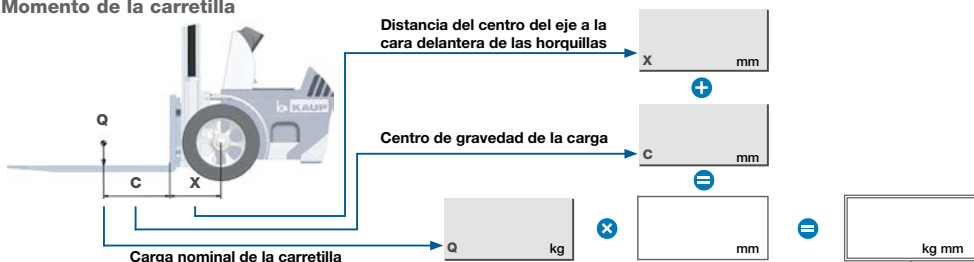 Momento de la carretilla
Distancia del centro del eje a la
cara delantera de las horquillas
X mm
KAUP
Q
Centro de gravedad de la carga
C mm
C X
Q kg
mm
kg mm
Carga nominal de la carretilla